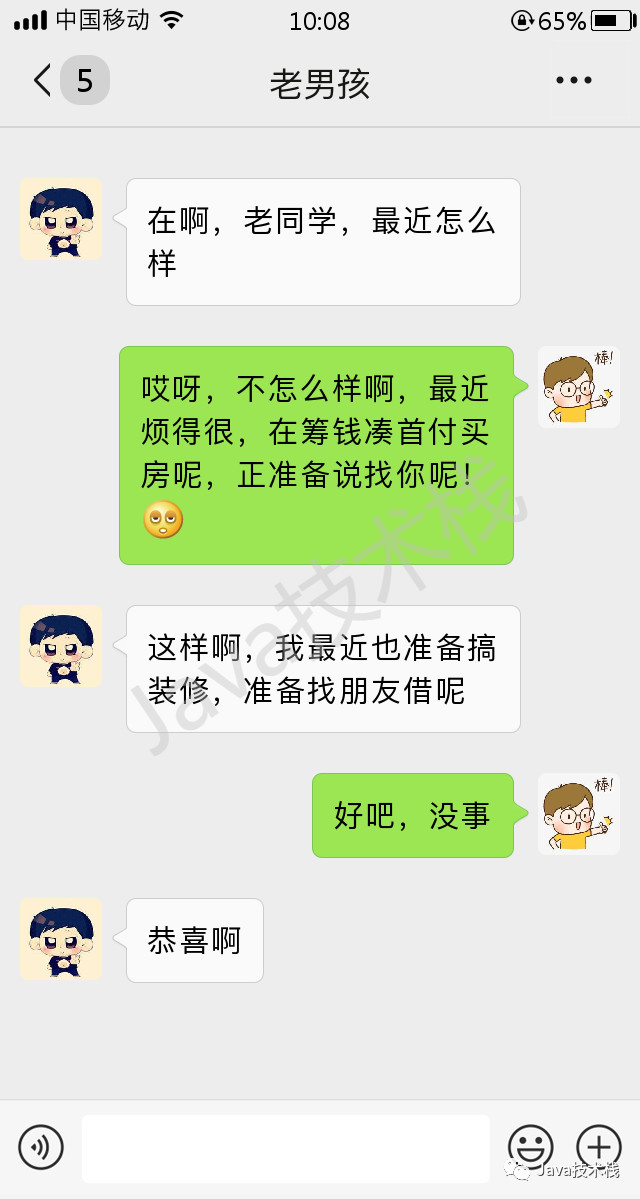 中国移动 10:08 65%
5 老男孩
在啊，老同学，最近怎么
样
棒!
哎呀，不怎么样啊，最近
烦得很，在筹钱凑首付买
房呢，正准备说找你呢！
这样啊，我最近也准备搞
装修，准备找朋友借呢
Java技术栈
棒!
好吧，没事
恭喜啊
Java技术栈